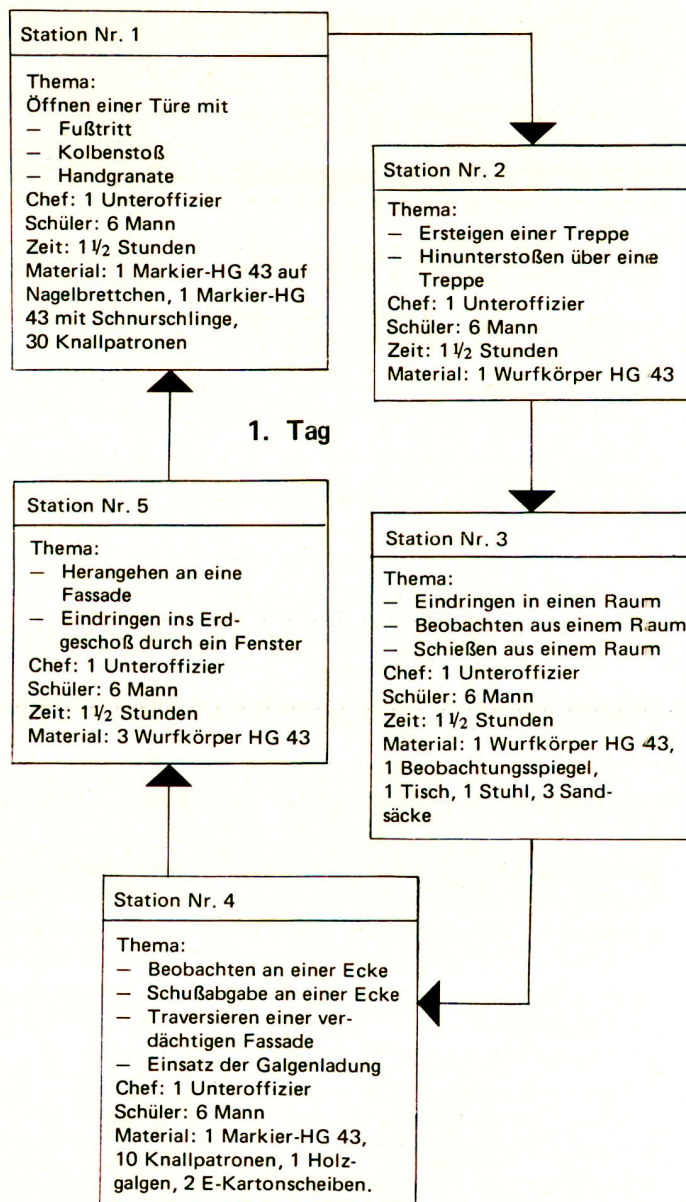 Station Nr. 1
Thema:
Öffnen einer Türe mit
— Fußtritt
— Kolbenstoß
— Handgranate
Chef: 1 Unteroffizier
Schüler: 6 Mann
Zeit: 1 1/2 Stunden
Material: 1 Markier-HG 43 auf
Nagelbrettchen, 1 Markier-HG
43 mit Schnurschlinge,
30 Knallpatronen
Station Nr. 2
Thema:
— Ersteigen einer Treppe
— Hinunterstoßen über eine
Treppe
Chef: 1 Unteroffizier
Schüler: 6 Mann
Zeit: 1 1/2 Stunden
Material: 1 Wurfkörper HG 43
1. Tag
Station Nr. 3
Thema:
— Eindringen in einen Raum
— Beobachten aus einem Raum
— Schießen aus einem Raum
Chef: 1 Unteroffizier
Schüler: 6 Mann
Zeit: 1 1/2 Stunden
Material: 1 Wurfkörper HG 43,
1 Beobachtungsspiegel,
1 Tisch, 1 Stuhl, 3 Sand-
säcke
Station Nr. 4
Thema:
— Beobachten an einer Ecke
— Schußabgabe an einer Ecke
— Traversieren einer ver-
dächtigen Fassade
— Einsatz der Galgenladung
Chef: 1 Unteroffizier
Schüler: 6 Mann
Material: 1 Markier-HG 43,
10 Knallpatronen, 1 Holz-
galgen, 2 E-Kartonscheiben.
Station Nr. 5
Thema:
— Herangehen an eine
Fassade
— Eindringen ins Erd-
geschoß durch ein Fenster
Chef: 1 Unteroffizier
Schüler: 6 Mann
Zeit: 1 1/2 Stunden
Material: 3 Wurfkörper HG 43